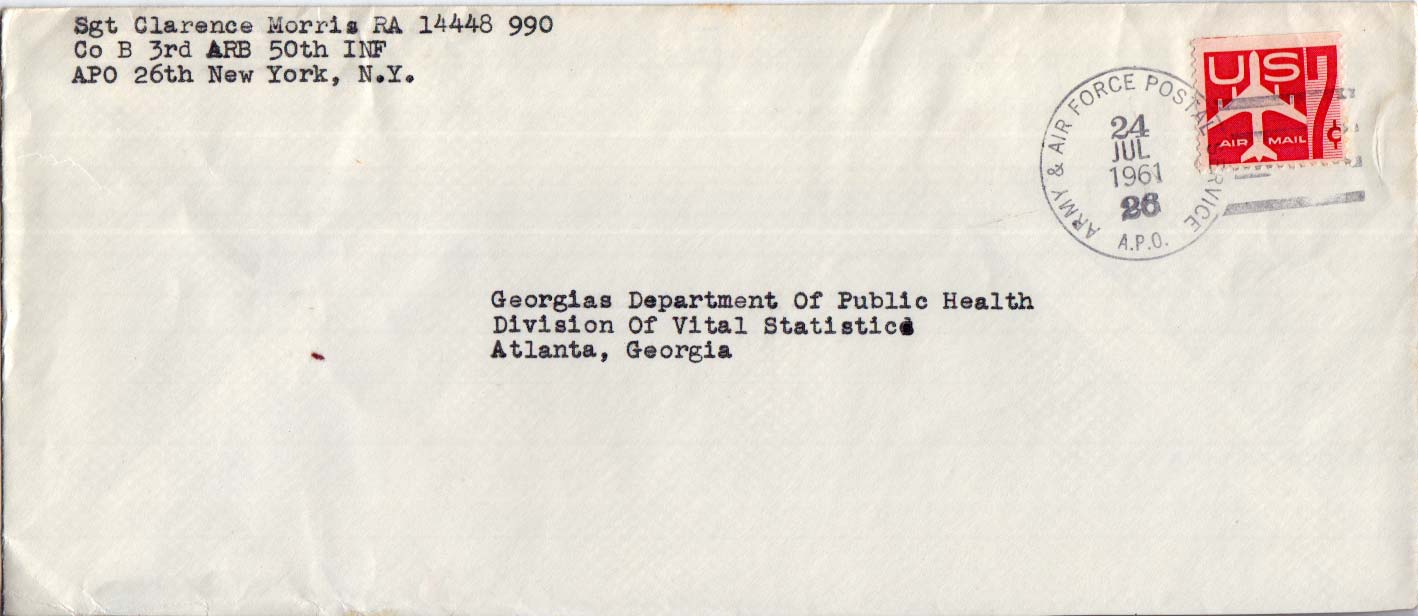 Sgt Clarence Morris RA 14448 990
Co B 3rd ARB 50th INF
APO 26th New York, N.Y.
ARMY & AIR FORCE POSTAL SERVICE
24
JUL
1961
26
A.P.O.
US
7¢
AIR MAIL
Georgias Department Of Public Health
Division Of Vital Statistics
Atlanta, Georgia